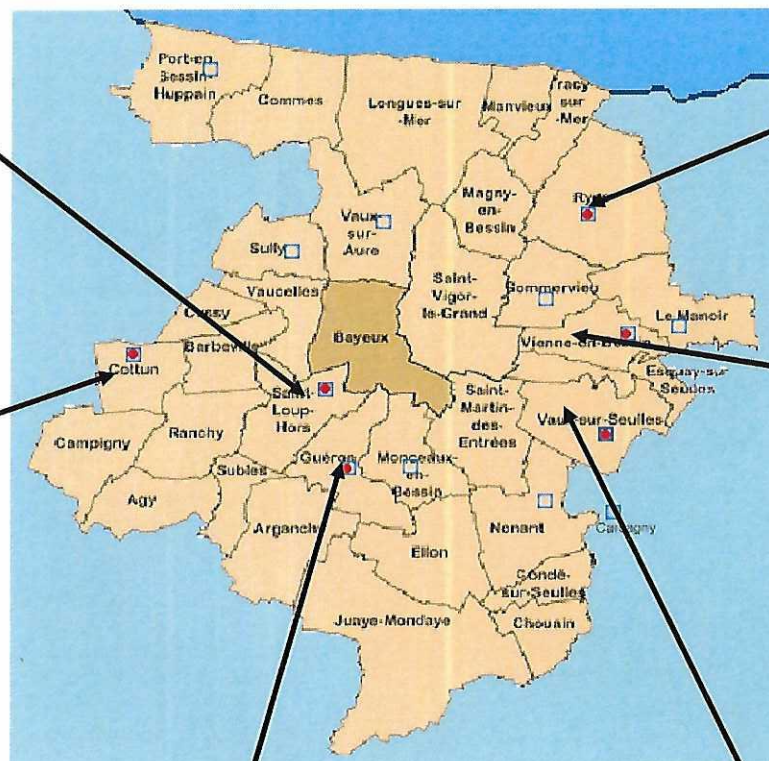 Port-en
Bessin-
Huppain
Commes
Longues-sur
-Mer
Manvieux
Tracy
sur
-Mer
Ryes
Magny-
en-
Bessin
Vaux
-sur-
Aure
Sully
Saint-
Vigor-
le-Grand
Sommervieu
Vaucelles
Le Manoir
Cussy
Bayeux
Vienne-en-Bessin
Barbeville
Cottun
Esquay-sur-
Seulles
Saint-
Loup-
Hors
Saint-
Martin-
des-
Entrées
Vaux-sur-Seulles
Campigny
Ranchy
Guéron
Monceaux-
en-
Bessin
Subles
Agy
Arganchy
Nonant
Carcagny
Ellon
Condé-
sur-Seulles
Juaye-Mondaye
Chouain